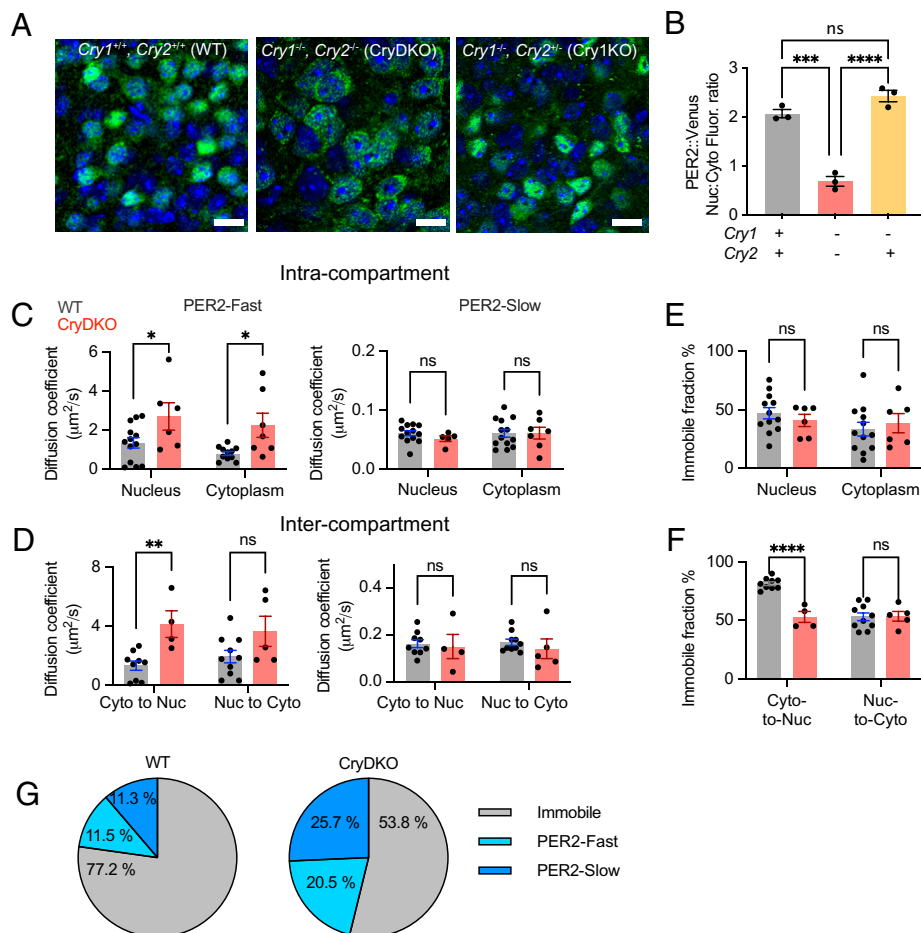 A
Cry1+/+, Cry2+/+ (WT)
Cry1-/-, Cry2-/- (CryDKO)
Cry1-/-, Cry2+/- (Cry1KO)
B
PER2::Venus
Nuc:Cyto Fluor. ratio
3
2
1
0
ns
*** ****
Cry1 + - -
Cry2 + - +
Intra-compartment
C
WT
CryDKO
PER2-Fast
PER2-Slow
Diffusion coefficient
(μm²/s)
6
4
2
0
* *
Nucleus Cytoplasm
Diffusion coefficient
(μm²/s)
0.2
0.1
0.0
ns ns
Nucleus Cytoplasm
E
Immobile fraction %
100
50
0
ns ns
Nucleus Cytoplasm
Inter-compartment
D
Diffusion coefficient
(μm²/s)
8
4
0
** ns
Cyto to Nuc Nuc to Cyto
Diffusion coefficient
(μm²/s)
0.4
0.2
0.0
ns ns
Cyto to Nuc Nuc to Cyto
F
Immobile fraction %
100
50
0
**** ns
Cyto- Nuc-
to-Nuc to-Cyto
G
WT
11.3 %
11.5 %
77.2 %
CryDKO
25.7 % 53.8 %
20.5 %
Immobile
PER2-Fast
PER2-Slow